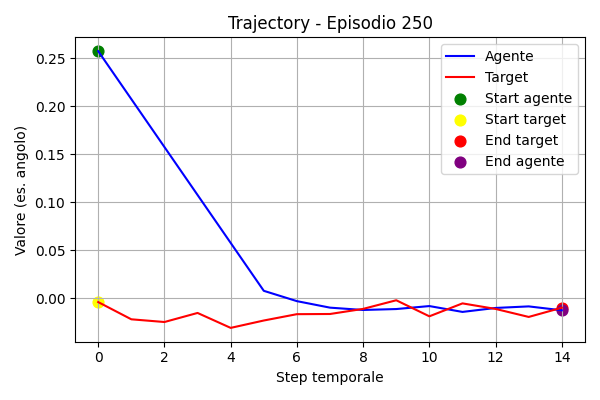 Trajectory - Episodio 250
Valore (es. angolo)
0.25
0.20
0.15
0.10
0.05
0.00
0 2 4 6 8 10 12 14
Step temporale
Agente
Target
Start agente
Start target
End target
End agente